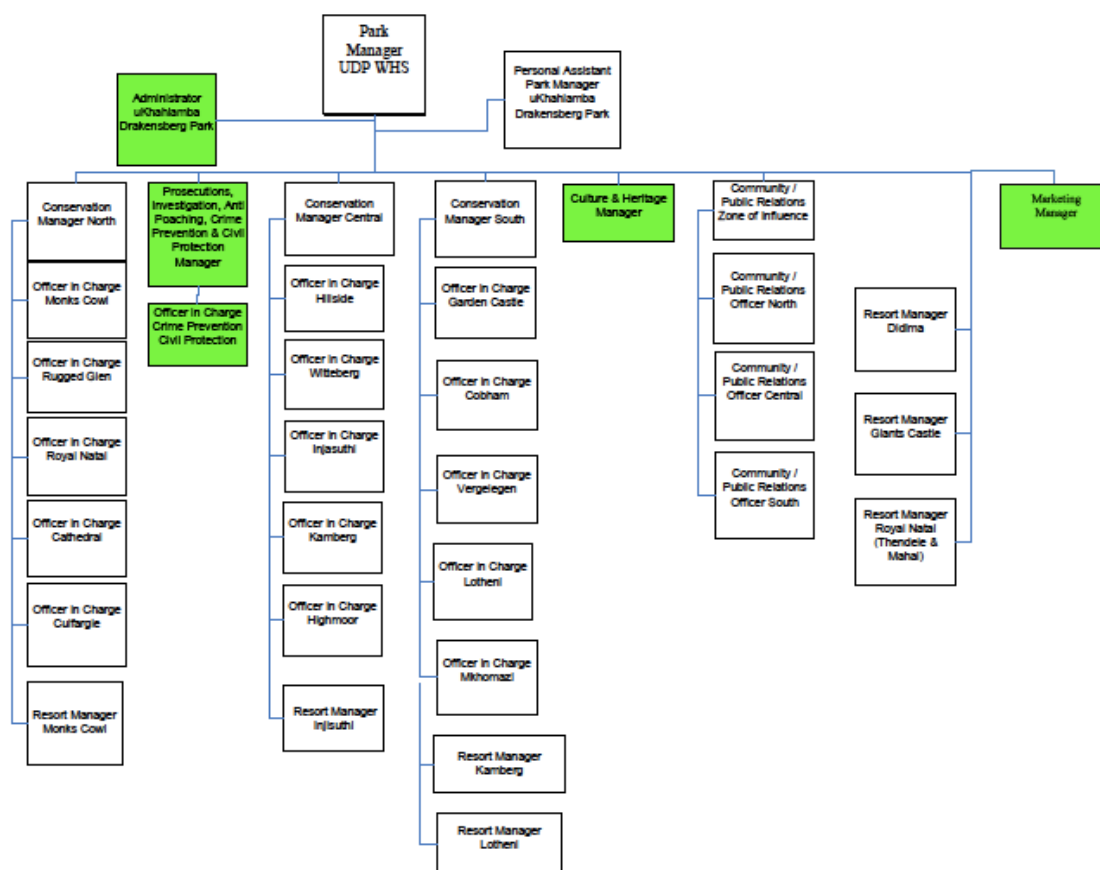 Park
Manager
UDP WHS
Personal Assistant
Park Manager
uKhahlamba
Drakensberg Park
Administrator
uKhahlamba
Drakensberg Park
Conservation
Manager North
Officer in Charge
Monks Cowl
Officer in Charge
Rugged Glen
Officer in Charge
Royal Natal
Officer in Charge
Cathedral
Officer in Charge
Culfargie
Resort Manager
Monks Cowl
Prosecutions,
Investigation, Anti
Poaching, Crime
Prevention & Civil
Protection
Manager
Officer in Charge
Crime Prevention
Civil Protection
Conservation
Manager Central
Officer in Charge
Hillside
Officer in Charge
Witteberg
Officer in Charge
Injasuthi
Officer in Charge
Kamberg
Officer in Charge
Highmoor
Resort Manager
Injisuthi
Conservation
Manager South
Officer in Charge
Garden Castle
Officer in Charge
Cobham
Officer in Charge
Vergelegen
Officer in Charge
Lotheni
Officer in Charge
Mkhomazi
Resort Manager
Kamberg
Resort Manager
Lotheni
Culture & Heritage
Manager
Community /
Public Relations
Zone of Influence
Community /
Public Relations
Officer North
Community /
Public Relations
Officer Central
Community /
Public Relations
Officer South
Resort Manager
Didima
Resort Manager
Giants Castle
Resort Manager
Royal Natal
(Thendele &
Mahai)
Marketing
Manager